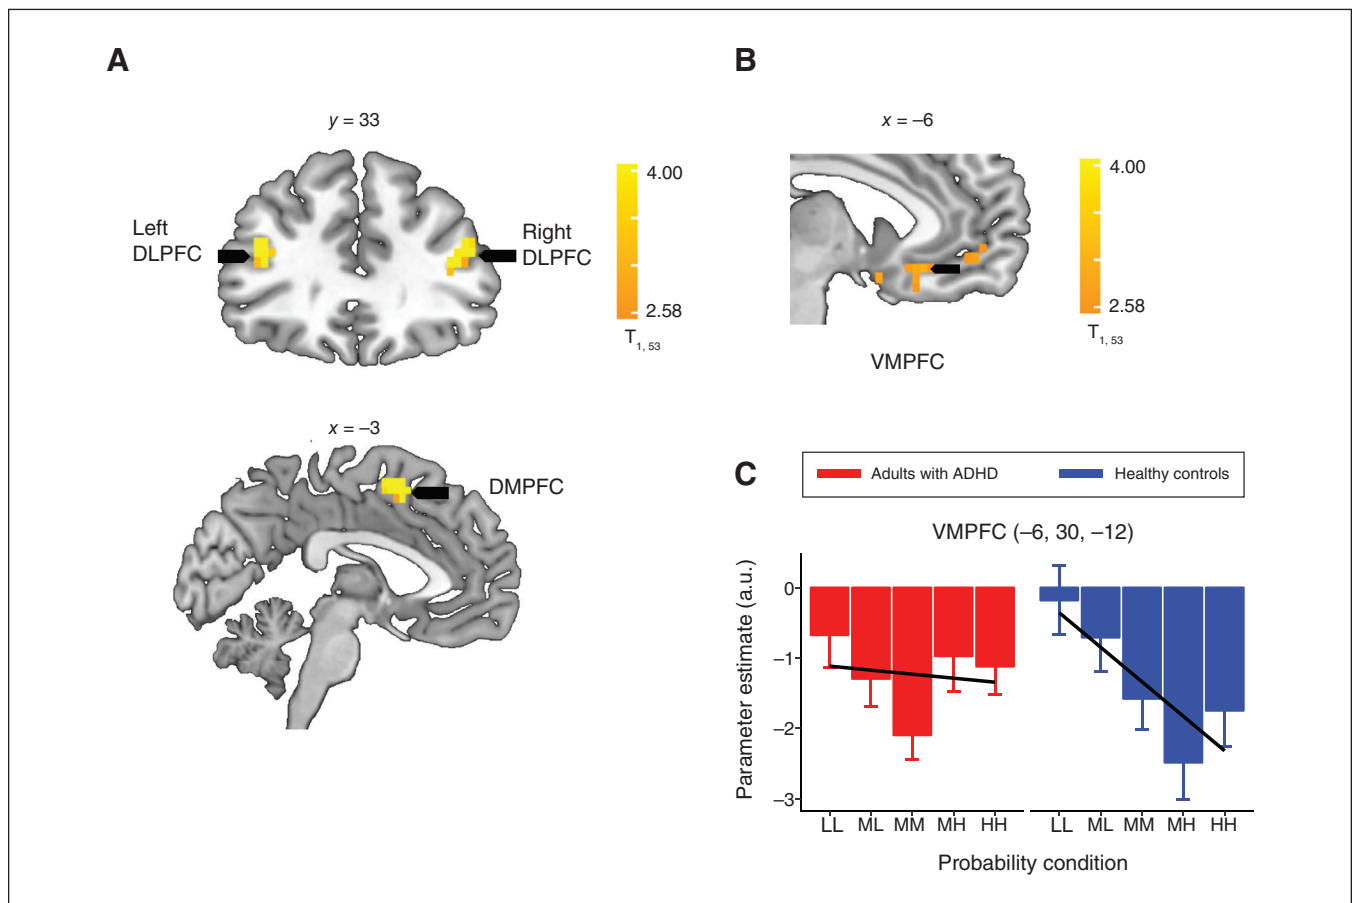 A
y = 33
Left
DLPFC
Right
DLPFC
4.00
2.58
T1, 53
x = –3
DMPFC
B
x = –6
4.00
2.58
T1, 53
VMPFC
C
Adults with ADHD
Healthy controls
VMPFC (–6, 30, –12)
Parameter estimate (a.u.)
0
–1
–2
–3
LL ML MM MH HH
LL ML MM MH HH
Probability condition